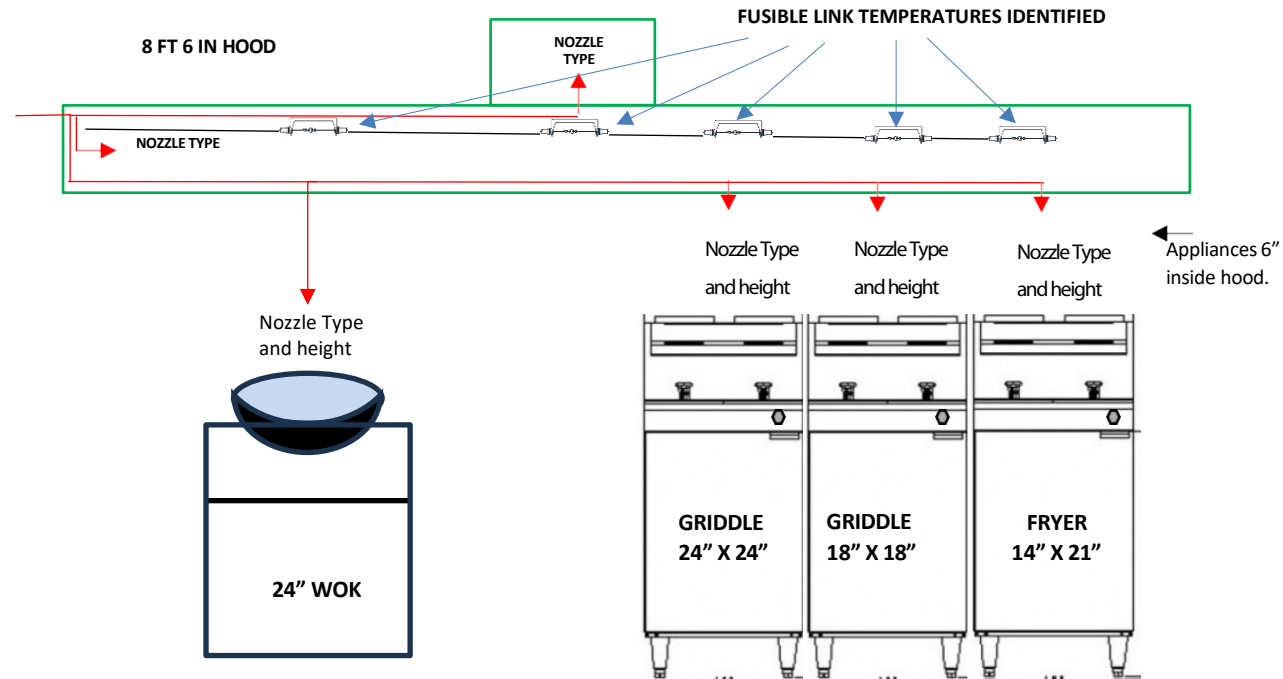 FUSIBLE LINK TEMPERATURES IDENTIFIED
8 FT 6 IN HOOD
NOZZLE
TYPE
NOZZLE TYPE
Nozzle Type
and height
Nozzle Type
and height
Nozzle Type
and height
Appliances 6”
inside hood.
Nozzle Type
and height
GRIDDLE
24” X 24”
GRIDDLE
18” X 18”
FRYER
14” X 21”
24” WOK